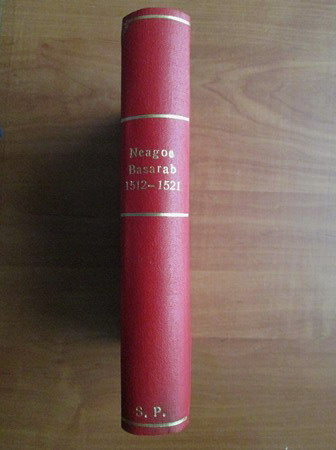 Neagoe
Basarab
1512-1521
S. P.